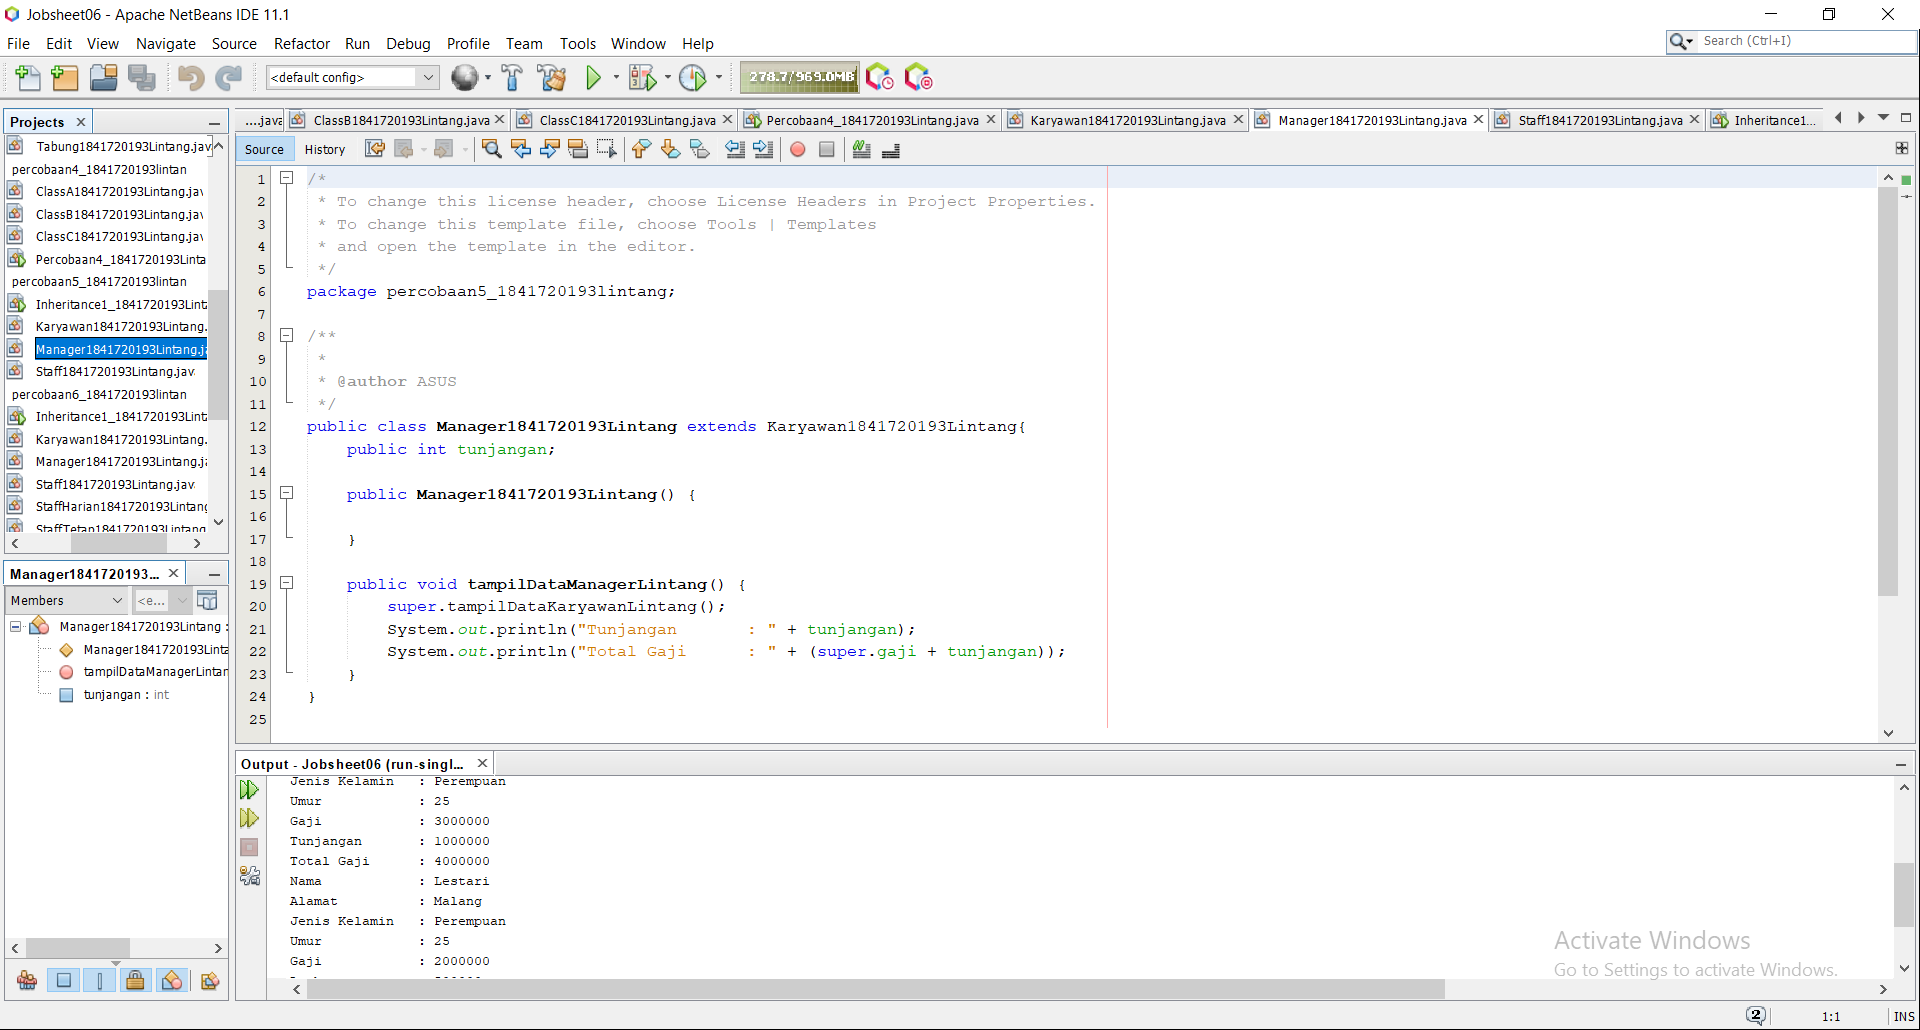 Jobsheet06 - Apache NetBeans IDE 11.1
File Edit View Navigate Source Refactor Run Debug Profile Team Tools Window Help
Search (Ctrl+I)
<default config>
278.7/969.0MB
Projects
Tabung1841720193Lintang.java
percobaan4_1841720193lintan
ClassA1841720193Lintang.jav
ClassB1841720193Lintang.jav
ClassC1841720193Lintang.jav
Percobaan4_1841720193Linta
percobaan5_1841720193lintan
Inheritance1_1841720193Lint
Karyawan1841720193Lintang.
Manager1841720193Lintang.j
Staff1841720193Lintang.jav
percobaan6_1841720193lintan
Inheritance1_1841720193Lint
Karyawan1841720193Lintang.
Manager1841720193Lintang.j
Staff1841720193Lintang.jav
StaffHarian1841720193Lintang
StaffTetap1841720193Lintang
Manager1841720193...
Members
<e...
Manager1841720193Lintang :
Manager1841720193Linta
tampilDataManagerLintar
tunjangan : int
....java ClassB1841720193Lintang.java ClassC1841720193Lintang.java Percobaan4_1841720193Lintang.java Karyawan1841720193Lintang.java Manager1841720193Lintang.java Staff1841720193Lintang.java Inheritance1...
Source History
1 /*
2 * To change this license header, choose License Headers in Project Properties.
3 * To change this template file, choose Tools | Templates
4 * and open the template in the editor.
5 */
6 package percobaan5_1841720193lintang;
7
8 /**
9 *
10 * @author ASUS
11 */
12 public class Manager1841720193Lintang extends Karyawan1841720193Lintang{
13 public int tunjangan;
14
15 public Manager1841720193Lintang() {
16
17 }
18
19 public void tampilDataManagerLintang() {
20 super.tampilDataKaryawanLintang();
21 System.out.println("Tunjangan : " + tunjangan);
22 System.out.println("Total Gaji : " + (super.gaji + tunjangan));
23 }
24 }
25
Output - Jobsheet06 (run-singl...
Jenis Kelamin : Perempuan
Umur : 25
Gaji : 3000000
Tunjangan : 1000000
Total Gaji : 4000000
Nama : Lestari
Alamat : Malang
Jenis Kelamin : Perempuan
Umur : 25
Gaji : 2000000
Activate Windows
Go to Settings to activate Windows.
2
1:1
INS